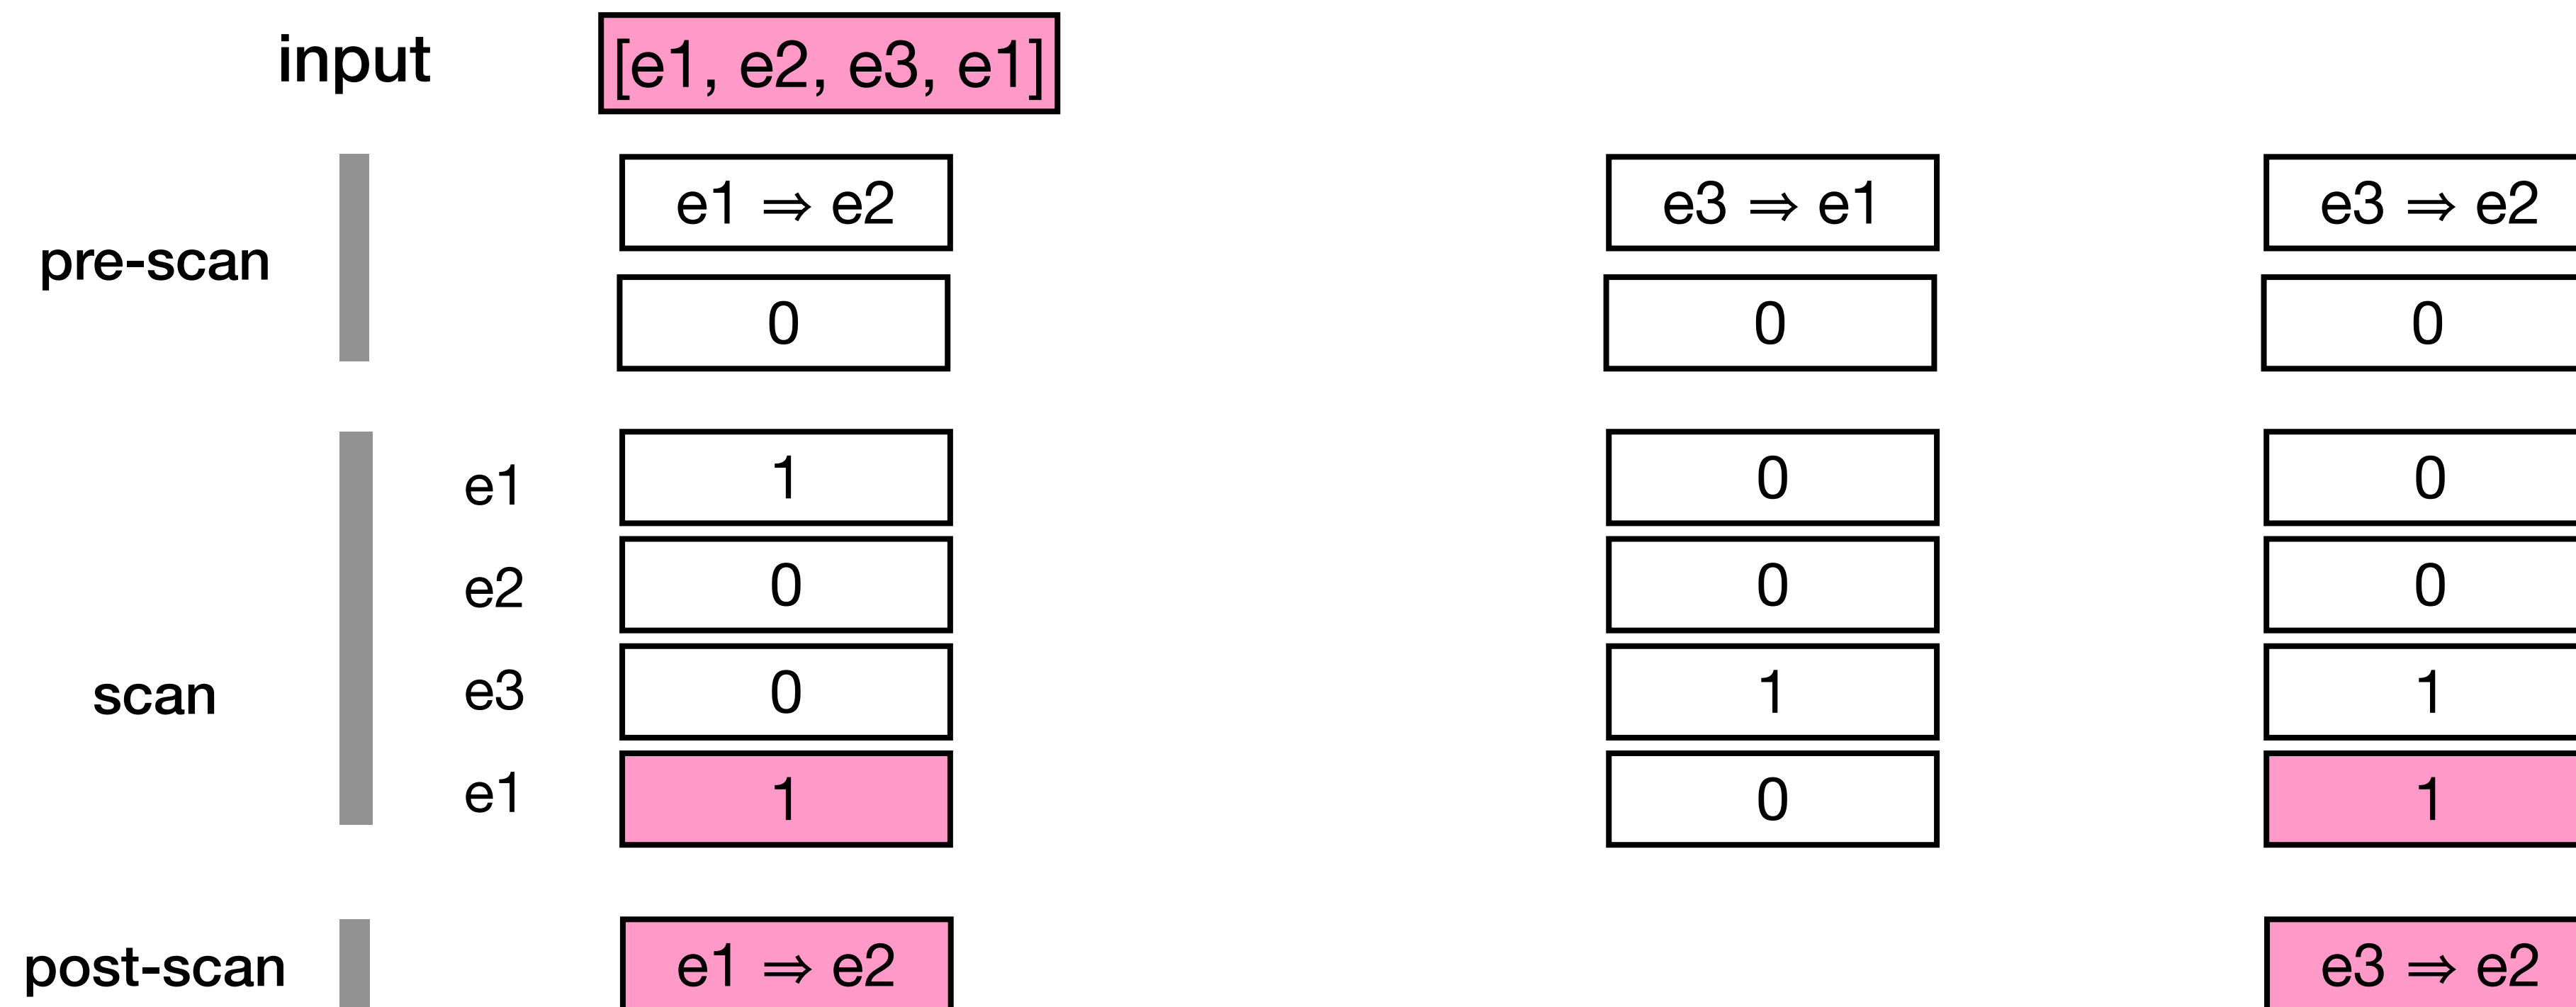 input [e1, e2, e3, e1]
e1 ⇒ e2 e3 ⇒ e1 e3 ⇒ e2
pre-scan
0 0 0
e1 1 0 0
e2 0 0 0
scan e3 0 1 1
e1 1 0 1
post-scan e1 ⇒ e2 e3 ⇒ e2